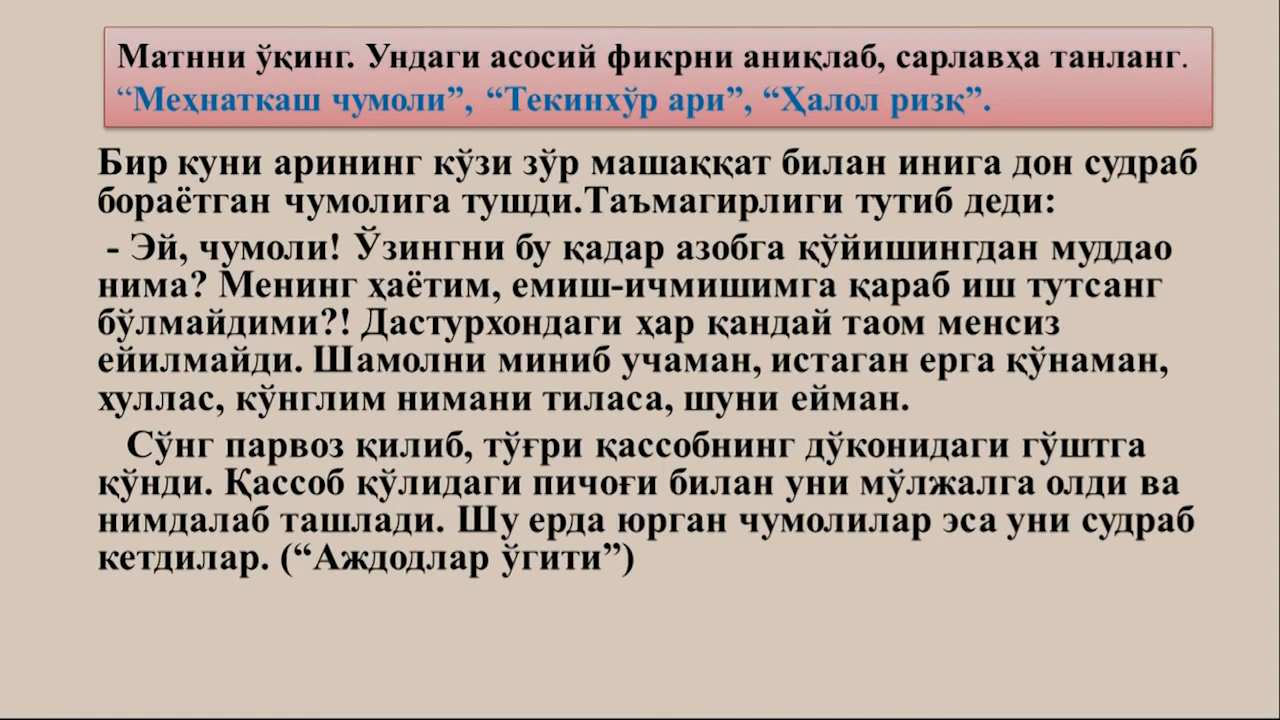 Матнни ўқинг. Ундаги асосий фикрни аниқлаб, сарлавҳа танланг.
“Меҳнаткаш чумоли”, “Текинхўр ари”, “Ҳалол ризқ”.
Бир куни арининг кўзи зўр машаққат билан инига дон судраб
бораётган чумолига тушди.Таъмагирлиги тутиб деди:
- Эй, чумоли! Ўзингни бу қадар азобга қўйишингдан муддао
нима? Менинг ҳаётим, емиш-ичмишимга қараб иш тутсанг
бўлмайдими?! Дастурхондаги ҳар қандай таом менсиз
ейилмайди. Шамолни миниб учаман, истаган ерга қўнаман,
хуллас, кўнглим нимани тиласа, шуни ейман.
Сўнг парвоз қилиб, тўғри қассобнинг дўконидаги гўштга
қўнди. Қассоб қўлидаги пичоғи билан уни мўлжалга олди ва
нимдалаб ташлади. Шу ерда юрган чумолилар эса уни судраб
кетдилар. (“Аждодлар ўгити”)